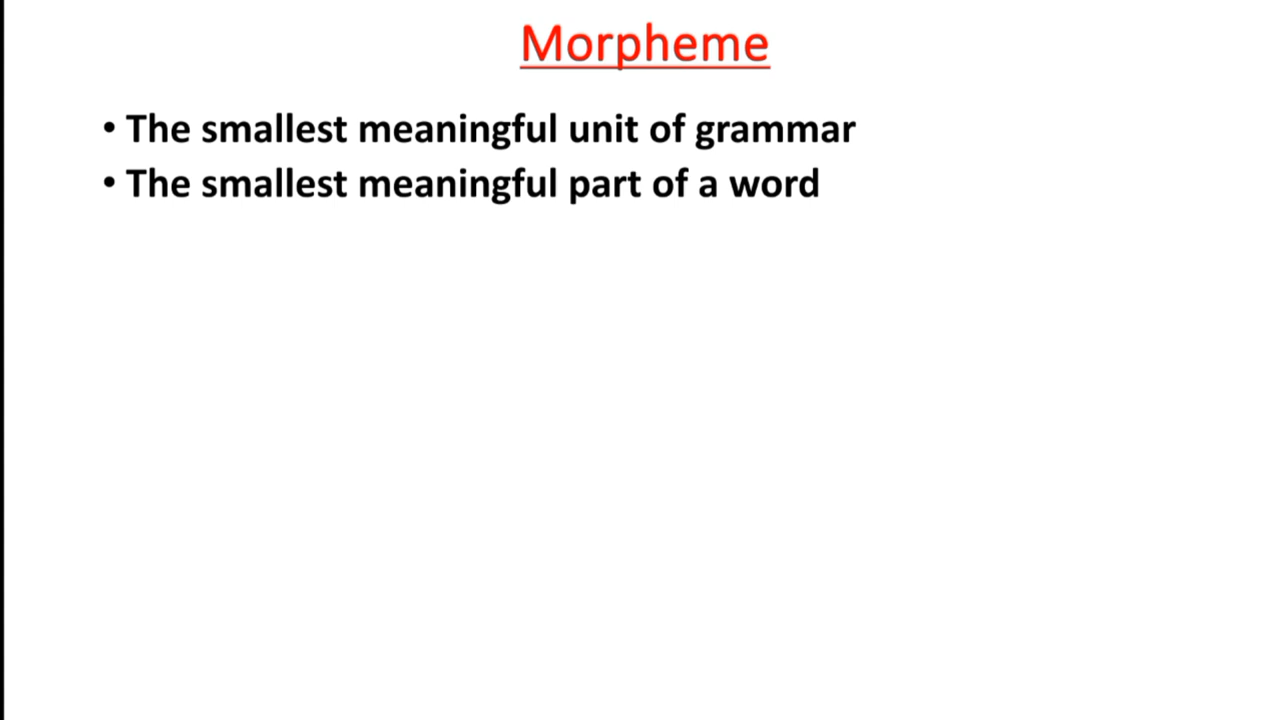 Morpheme
• The smallest meaningful unit of grammar
• The smallest meaningful part of a word